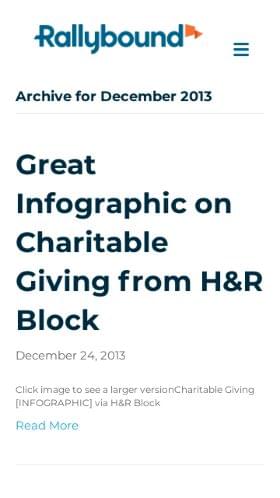 Rallybound
Archive for December 2013
Great
Infographic on
Charitable
Giving from H&R
Block
December 24, 2013
Click image to see a larger versionCharitable Giving
[INFOGRAPHIC] via H&R Block
Read More